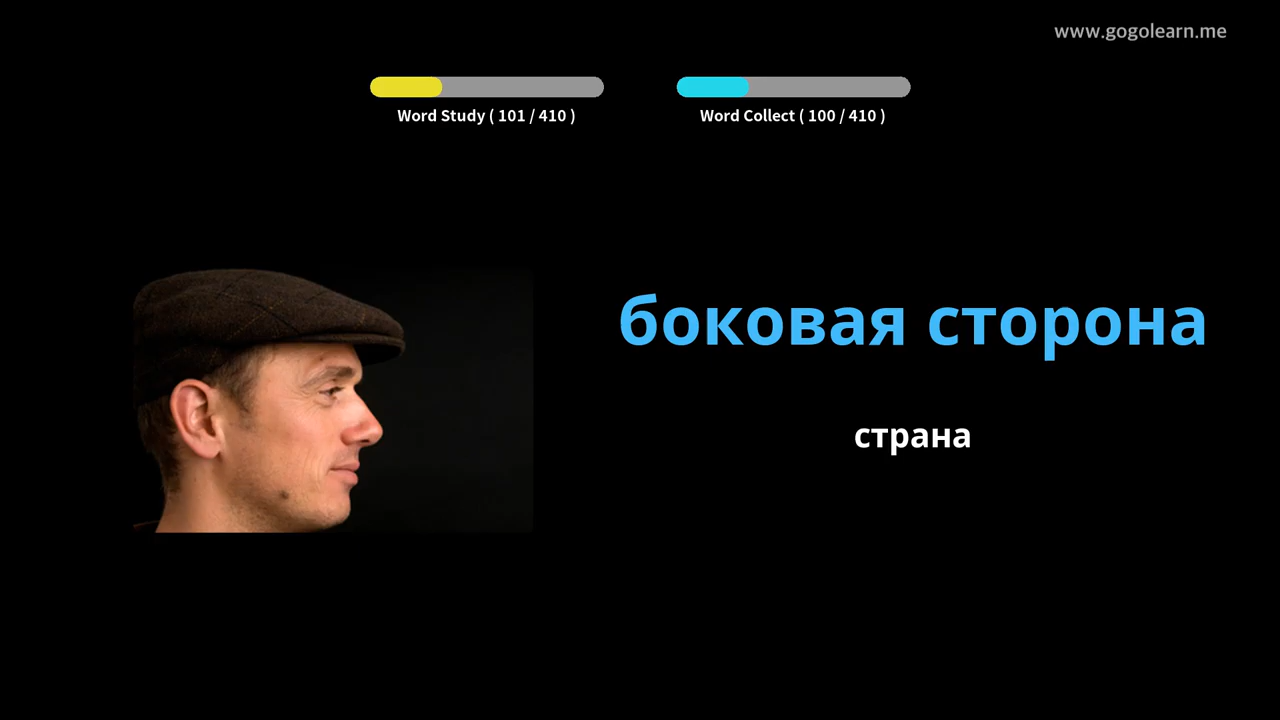 www.gogolearn.me
Word Study ( 101 / 410 )
Word Collect ( 100 / 410 )
боковая сторона
страна